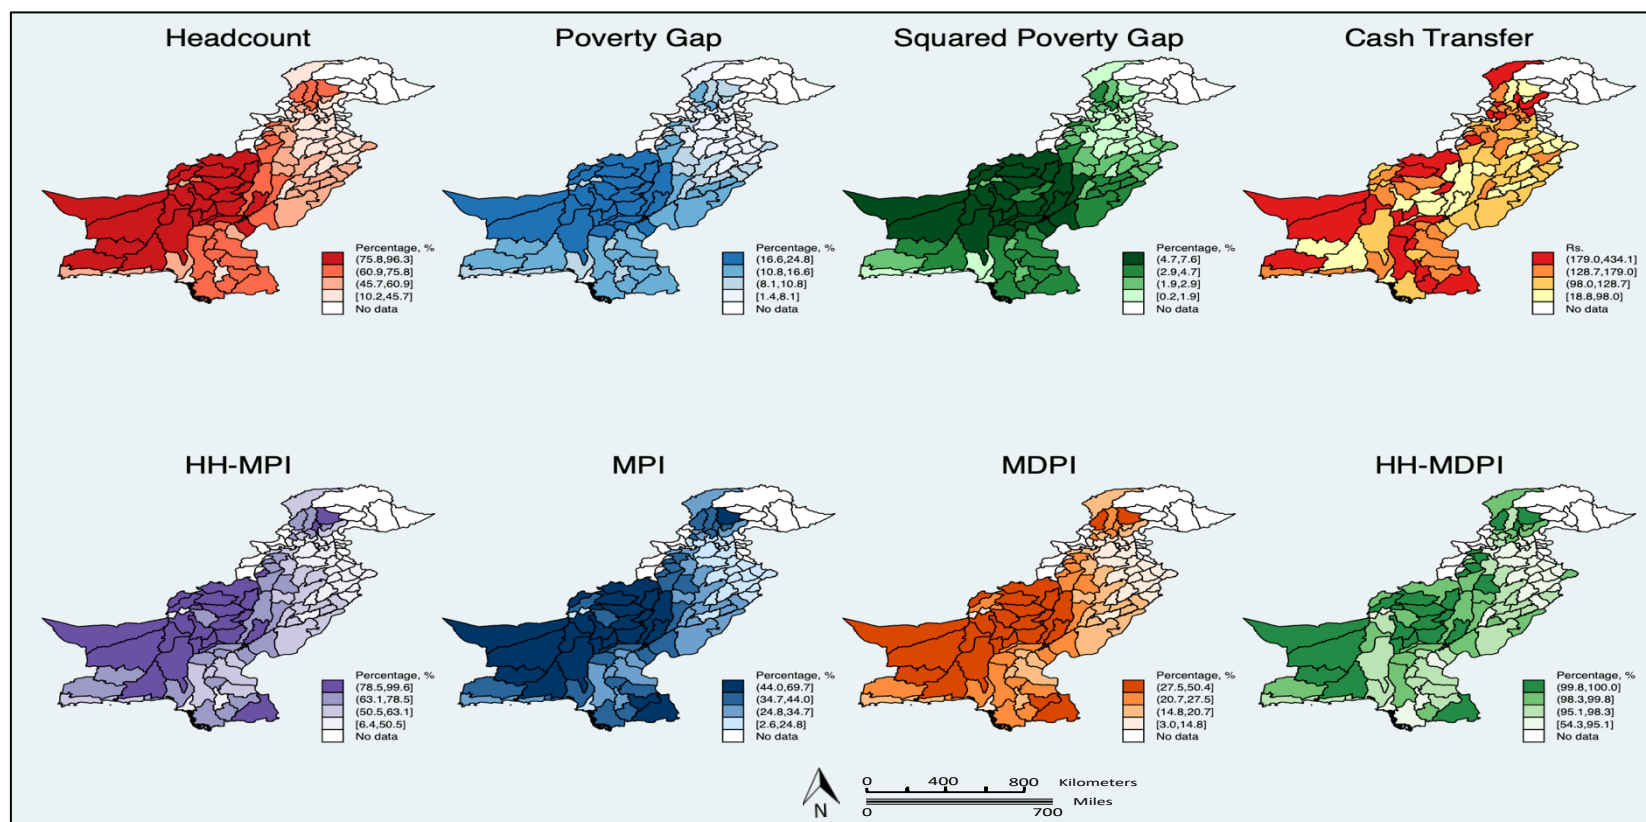 Headcount
Poverty Gap
Squared Poverty Gap
Cash Transfer
Percentage, %
(75.8,96.3]
(60.9,75.8]
(45.7,60.9]
[10.2,45.7]
No data
Percentage, %
(16.6,24.8]
(10.8,16.6]
(8.1,10.8]
[1.4,8.1]
No data
Percentage, %
(4.7,7.6]
(2.9,4.7]
(1.9,2.9]
[0.2,1.9]
No data
Rs.
(179.0,434.1]
(128.7,179.0]
(98.0,128.7]
[18.8,98.0]
No data
HH-MPI
MPI
MDPI
HH-MDPI
Percentage, %
(78.5,99.6]
(63.1,78.5]
(50.5,63.1]
[6.4,50.5]
No data
Percentage, %
(44.0,69.7]
(34.7,44.0]
(24.8,34.7]
[2.6,24.8]
No data
Percentage, %
(27.5,50.4]
(20.7,27.5]
(14.8,20.7]
[3.0,14.8]
No data
Percentage, %
(99.8,100.0]
(98.3,99.8]
(95.1,98.3]
[54.3,95.1]
No data
N
0 400 800 Kilometers
Miles
0 700